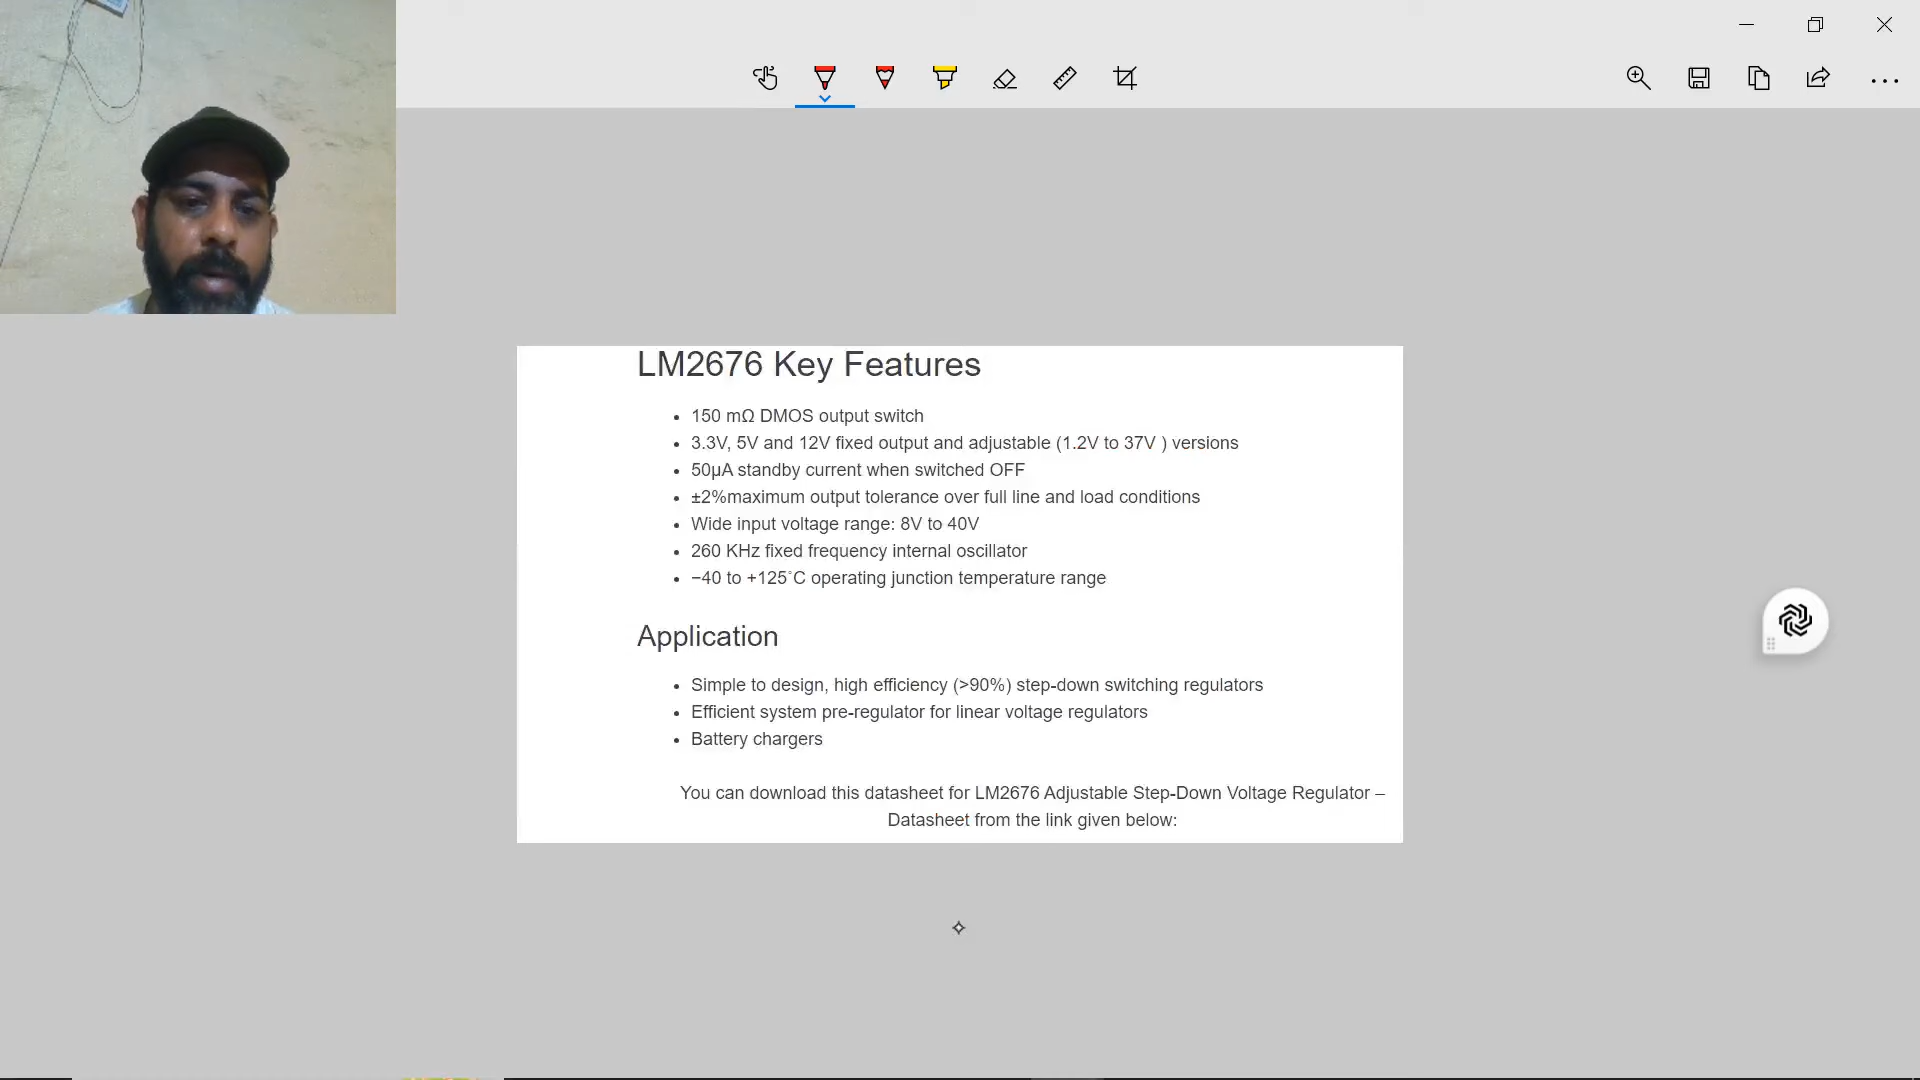 LM2676 Key Features
• 150 mΩ DMOS output switch
• 3.3V, 5V and 12V fixed output and adjustable (1.2V to 37V ) versions
• 50μA standby current when switched OFF
• ±2%maximum output tolerance over full line and load conditions
• Wide input voltage range: 8V to 40V
• 260 KHz fixed frequency internal oscillator
• −40 to +125˚C operating junction temperature range
Application
• Simple to design, high efficiency (>90%) step-down switching regulators
• Efficient system pre-regulator for linear voltage regulators
• Battery chargers
You can download this datasheet for LM2676 Adjustable Step-Down Voltage Regulator –
Datasheet from the link given below: